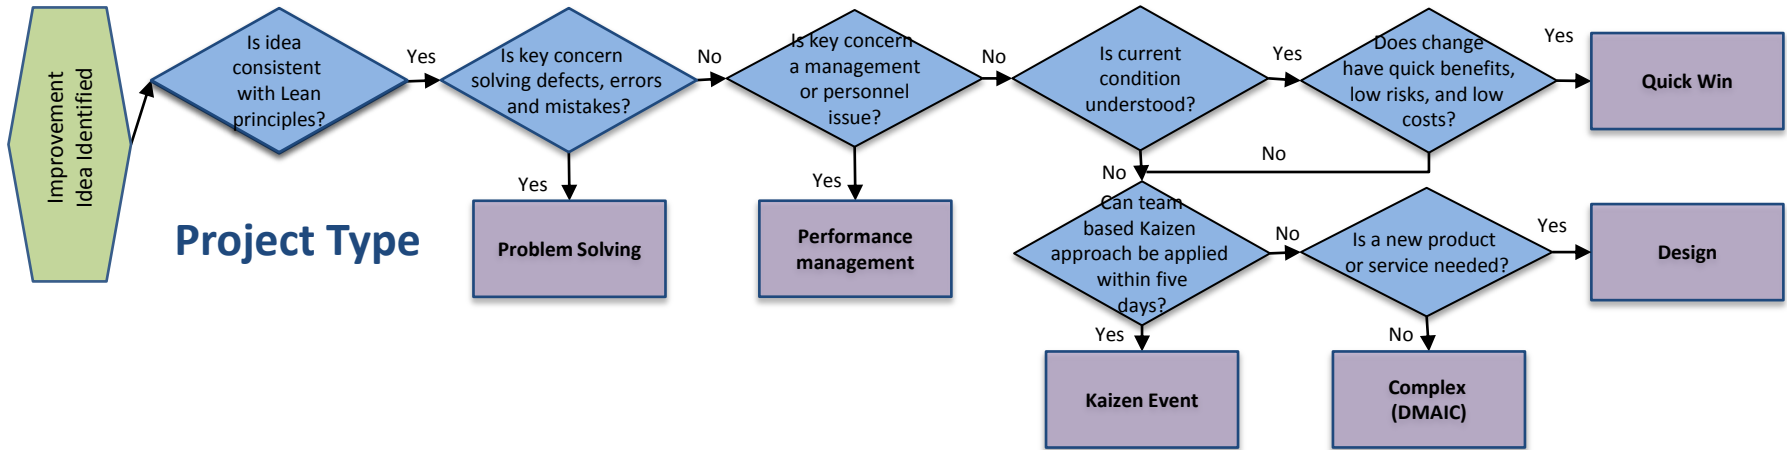 Improvement
Idea Identified
Is idea
consistent
with Lean
principles?
Yes
Is key concern
solving defects, errors
and mistakes?
No
Is key concern
a management
or personnel
issue?
No
Is current
condition
understood?
Yes
Does change
have quick benefits,
low risks, and low
costs?
Yes
Quick Win
Yes
Problem Solving
Yes
Performance
management
No
No
Can team
based Kaizen
approach be applied
within five
days?
No
Is a new product
or service needed?
Yes
Design
Yes
Kaizen Event
No
Complex
(DMAIC)
Project Type